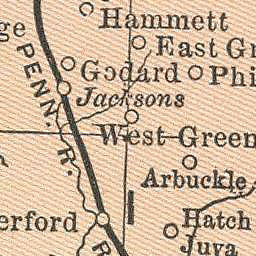 Hammett
ge
East Gr
Godard
Phi
PENN. R.
Jacksons
West Green
Arbuckle
erford
Hatch
R
Juva